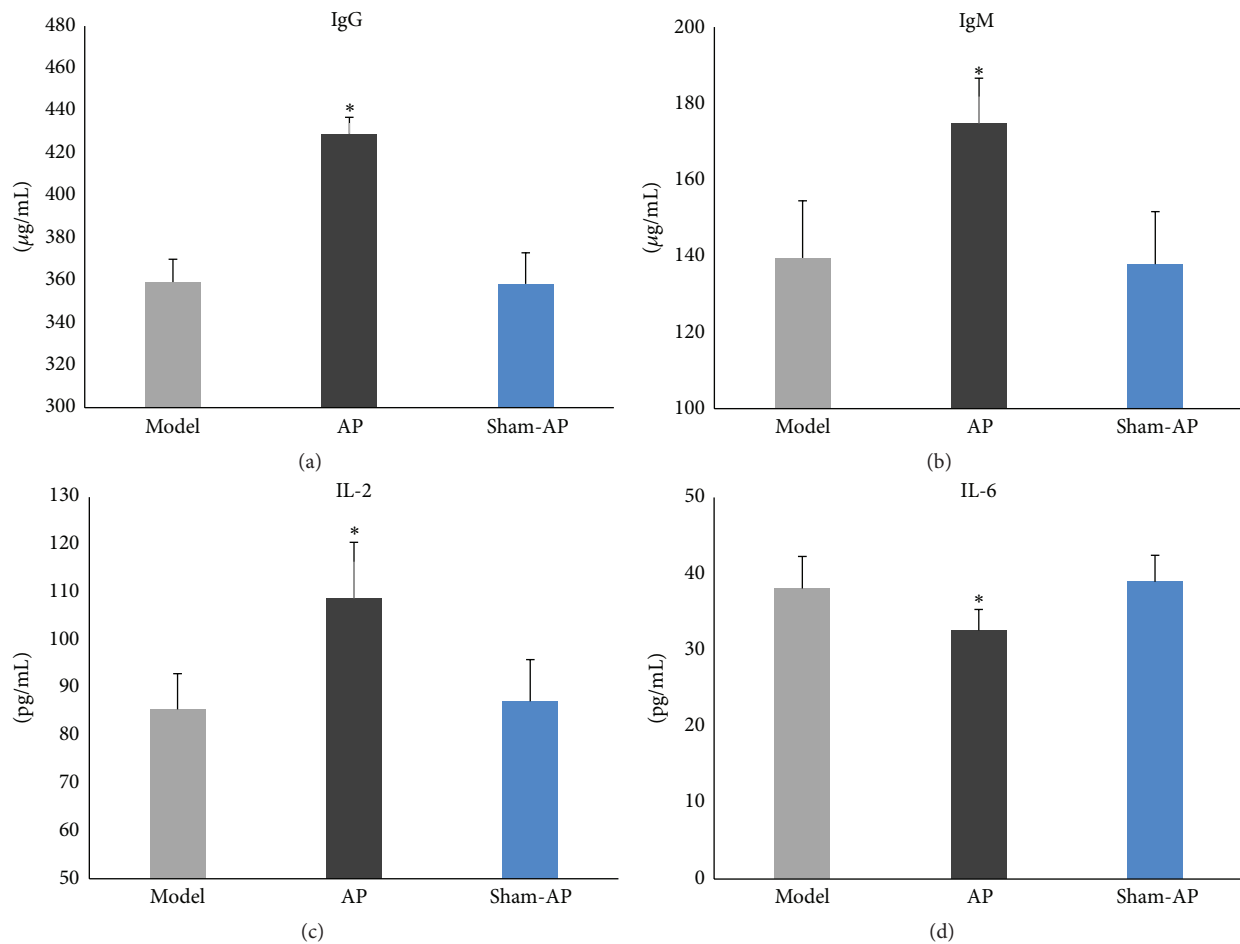 IgG
480
460
440
420
400
380
360
340
320
300
(µg/mL)
*
Model AP Sham-AP
(a)
IgM
200
180
160
140
120
100
(µg/mL)
*
Model AP Sham-AP
(b)
IL-2
130
120
110
100
90
80
70
60
50
(pg/mL)
*
Model AP Sham-AP
(c)
IL-6
50
40
30
20
10
0
(pg/mL)
*
Model AP Sham-AP
(d)